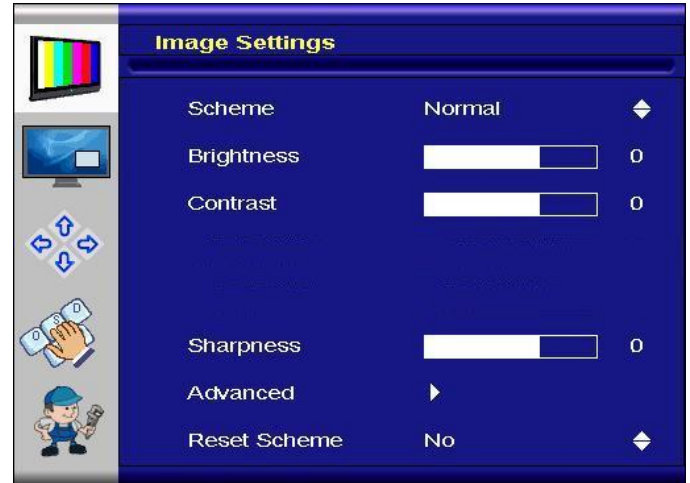 Image Settings
Scheme Normal
Brightness 0
Contrast 0
Sharpness 0
Advanced
Reset Scheme No
O S D